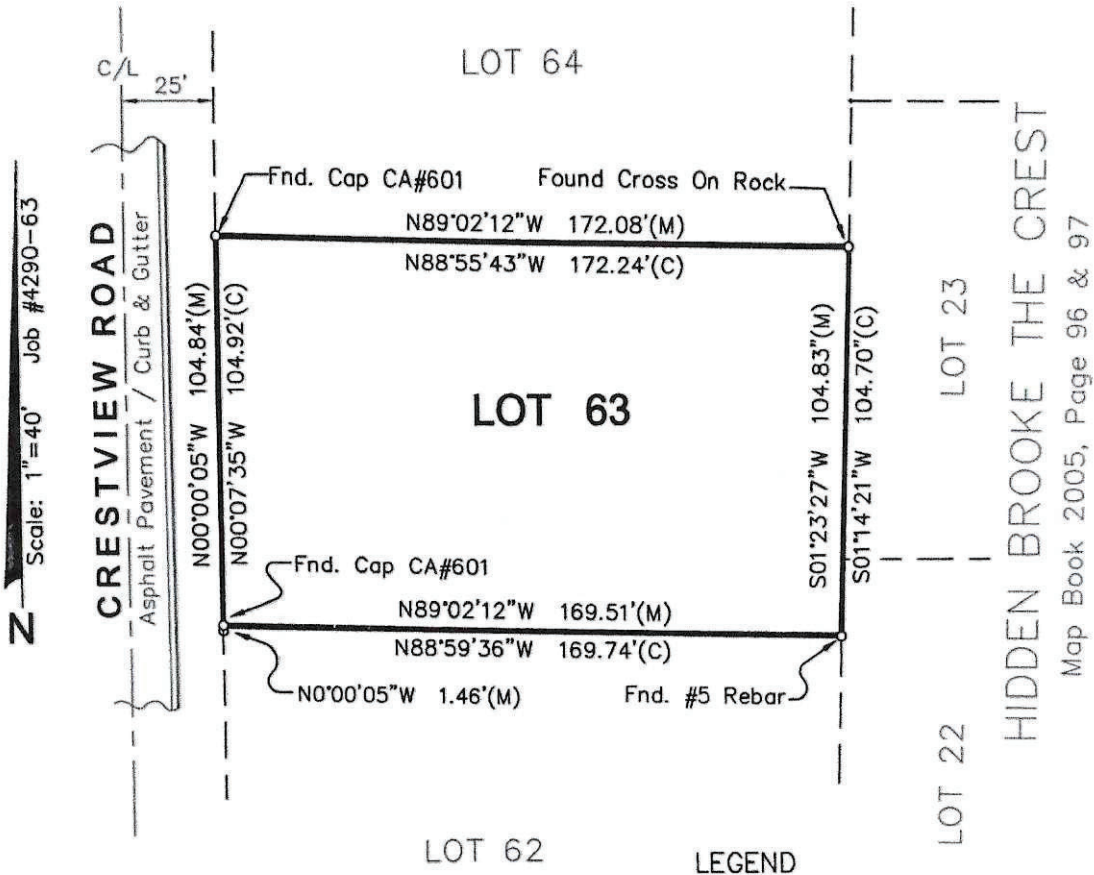 C/L
25'
LOT 64
Fnd. Cap CA#601
Found Cross On Rock
N89°02'12"W 172.08'(M)
N88°55'43"W 172.24'(C)
Z
Scale: 1"=40' Job #4290-63
CRESTVIEW ROAD
Asphalt Pavement / Curb & Gutter
N00°00'05"W 104.84'(M)
N00°07'35"W 104.92'(C)
LOT 63
S01°23'27"W 104.83"(M)
S01°14'21"W 104.70"(C)
LOT 23
HIDDEN BROOKE THE CREST
Map Book 2005, Page 96 & 97
Fnd. Cap CA#601
N89°02'12"W 169.51'(M)
N88°59'36"W 169.74'(C)
N0°00'05"W 1.46'(M)
Fnd. #5 Rebar
LOT 22
LOT 62
LEGEND